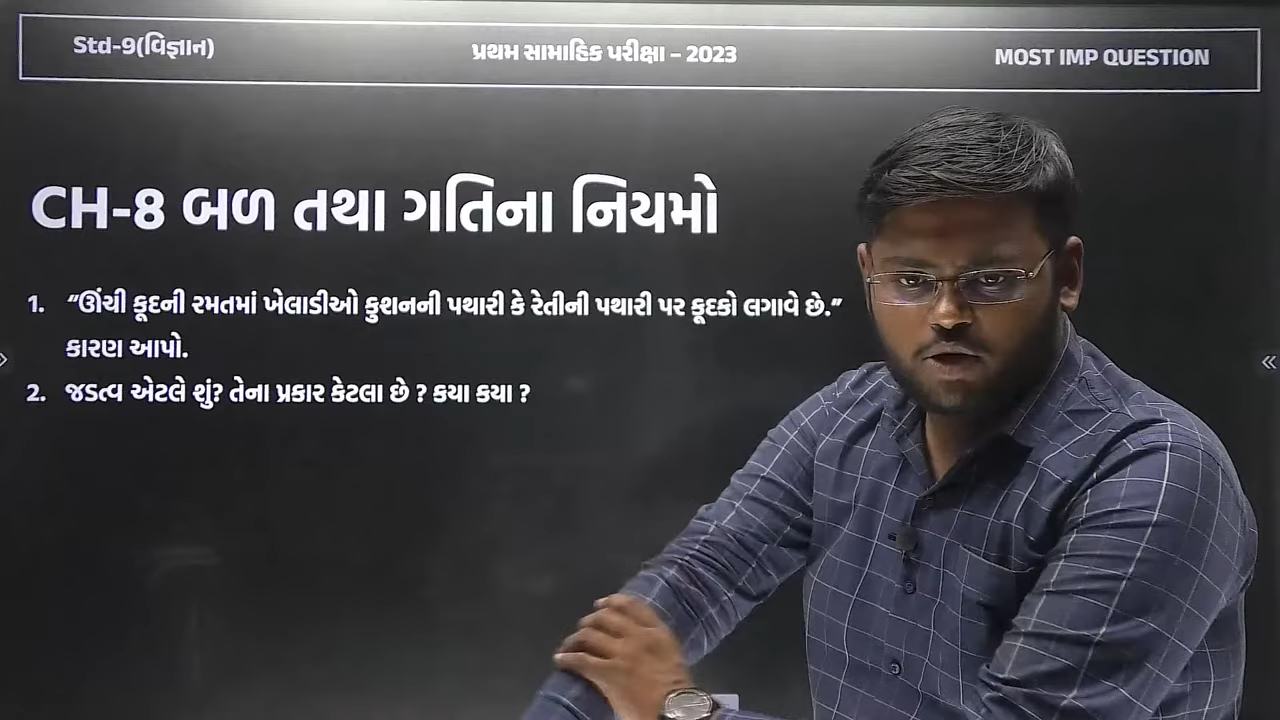 Std-9(વિજ્ઞાન)
પ્રથમ સામાહિક પરીક્ષા – 2023
MOST IMP QUESTION
CH-8 બળ તથા ગતિના નિયમો
1. “ઊંચી કૂદની રમતમાં ખેલાડીઓ કુશનની પથારી કે રેતીની પથારી પર કૂદકો લગાવે છે.”
કારણ આપો.
2. જડત્વ એટલે શું? તેના પ્રકાર કેટલા છે ? કયા કયા ?